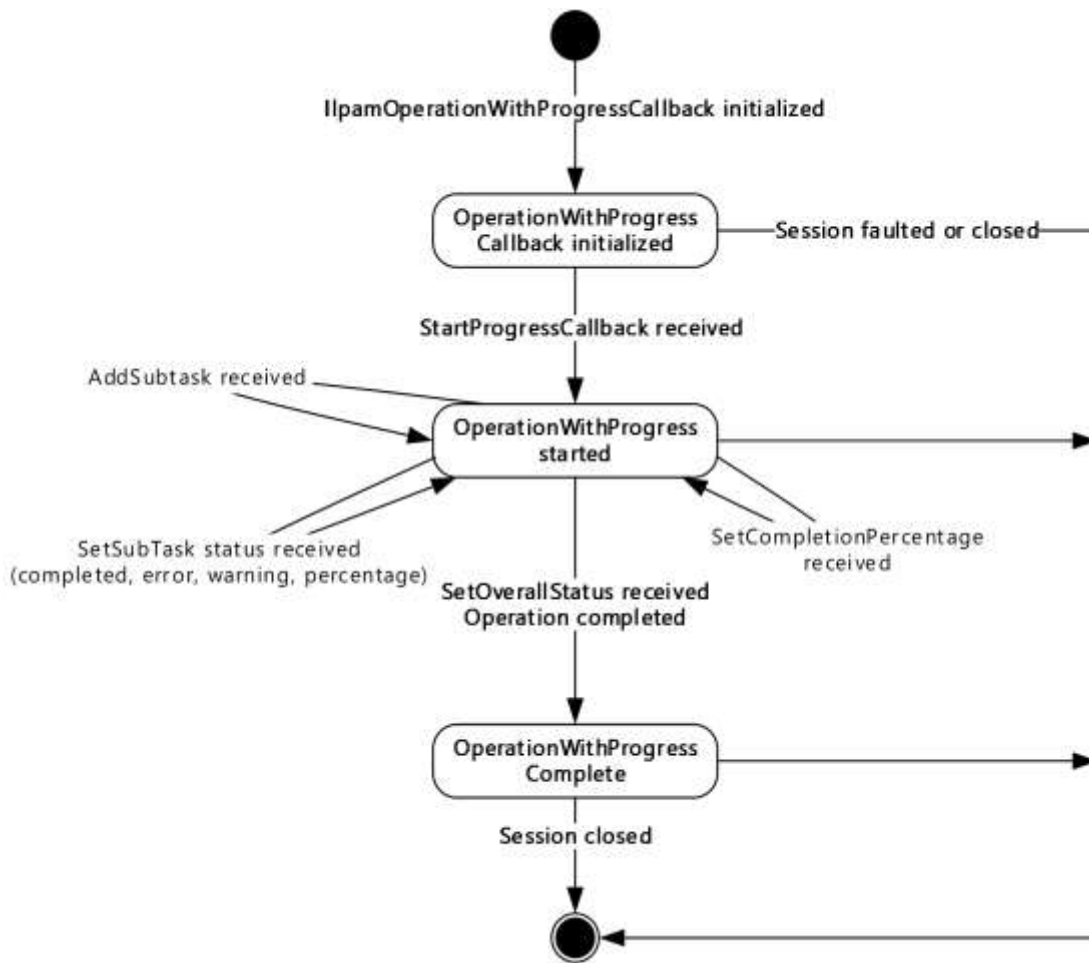 IIpamOperationWithProgressCallback initialized
OperationWithProgress
Callback initialized
Session faulted or closed
StartProgressCallback received
AddSubtask received
OperationWithProgress
started
SetSubTask status received
(completed, error, warning, percentage)
SetCompletionPercentage
received
SetOverallStatus received
Operation completed
OperationWithProgress
Complete
Session closed